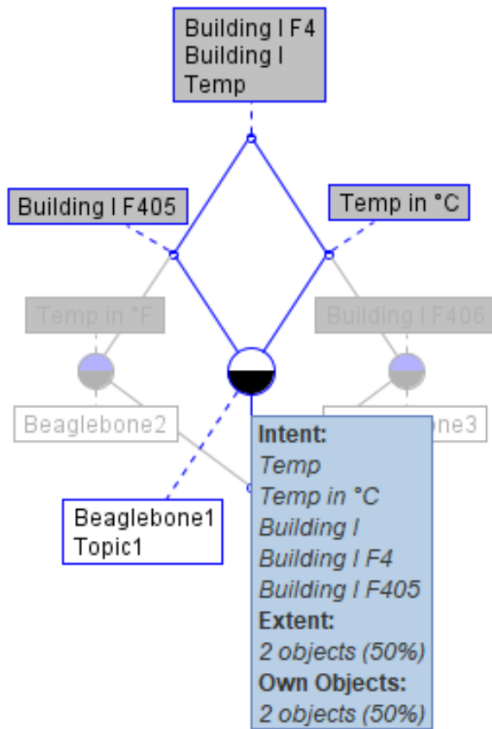 Building I F4
Building I
Temp
Building I F405
Temp in °C
Temp in °F
Building I F406
Beaglebone2
one3
Beaglebone1
Topic1
Intent:
Temp
Temp in °C
Building I
Building I F4
Building I F405
Extent:
2 objects (50%)
Own Objects:
2 objects (50%)